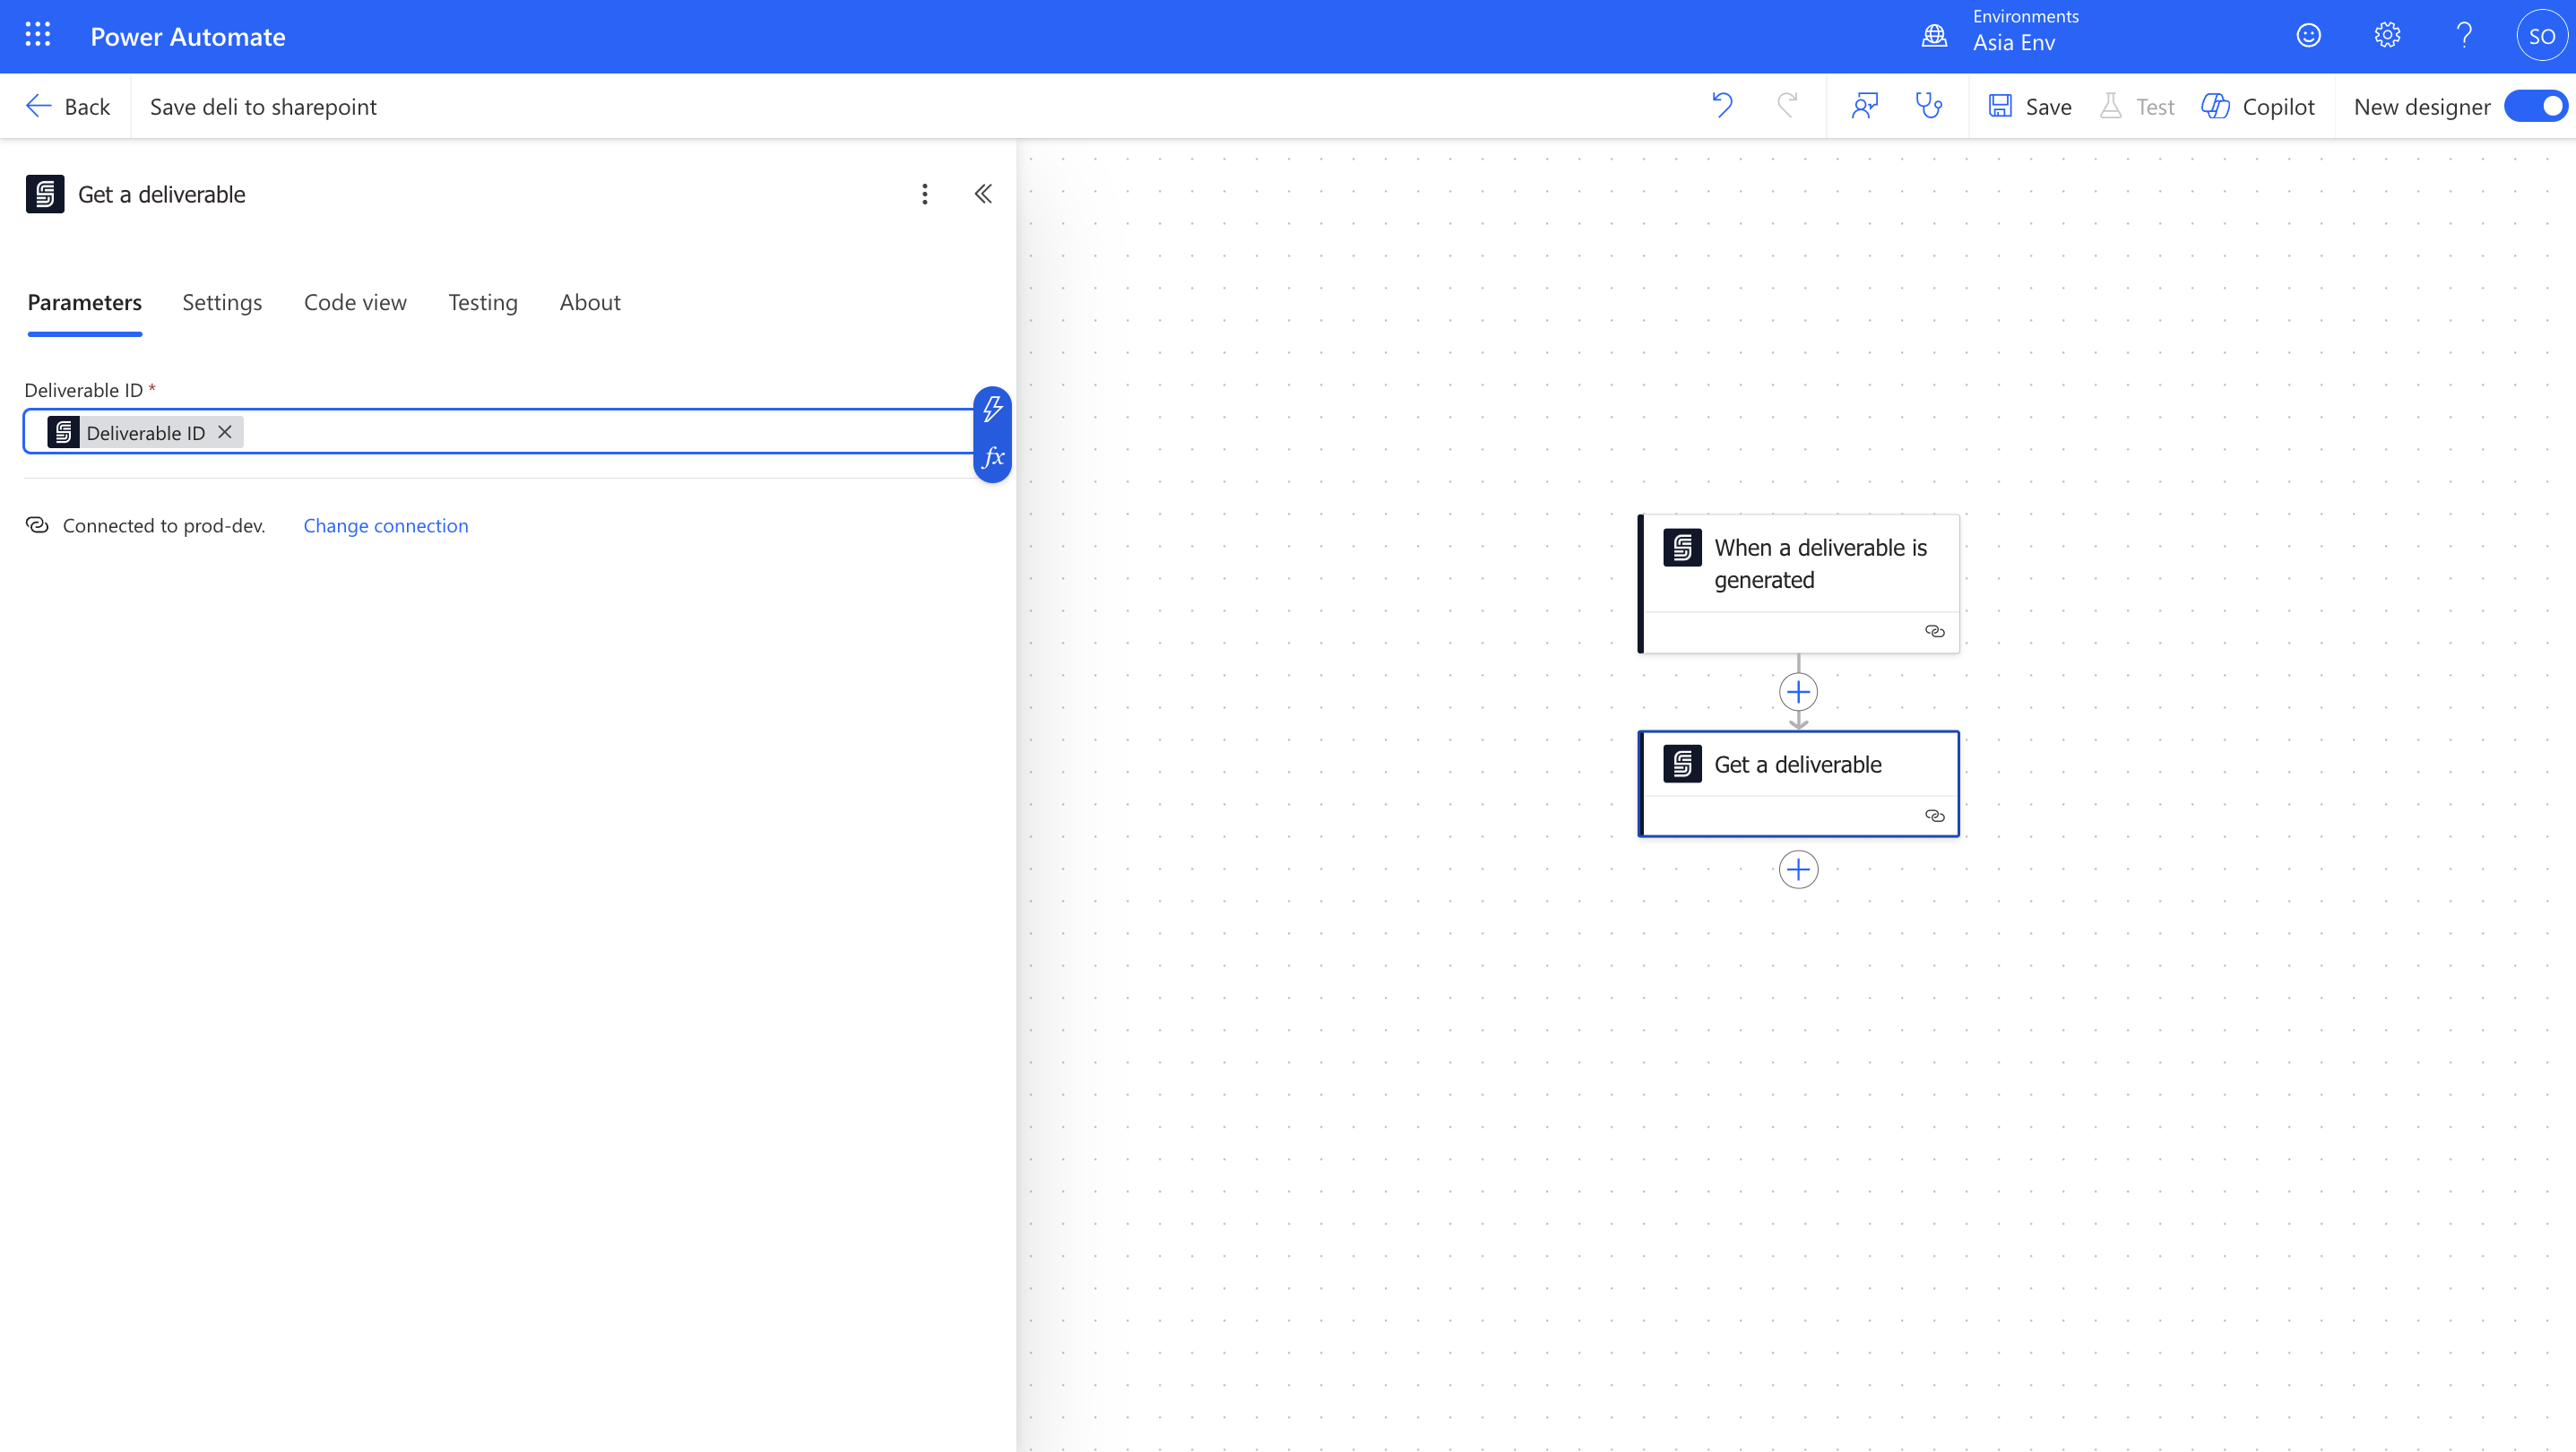 Power Automate
Environments
Asia Env
SO
Back
Save deli to sharepoint
Save
Test
Copilot
New designer
Get a deliverable
Parameters
Settings
Code view
Testing
About
Deliverable ID *
Deliverable ID
fx
Connected to prod-dev.
Change connection
When a deliverable is
generated
Get a deliverable